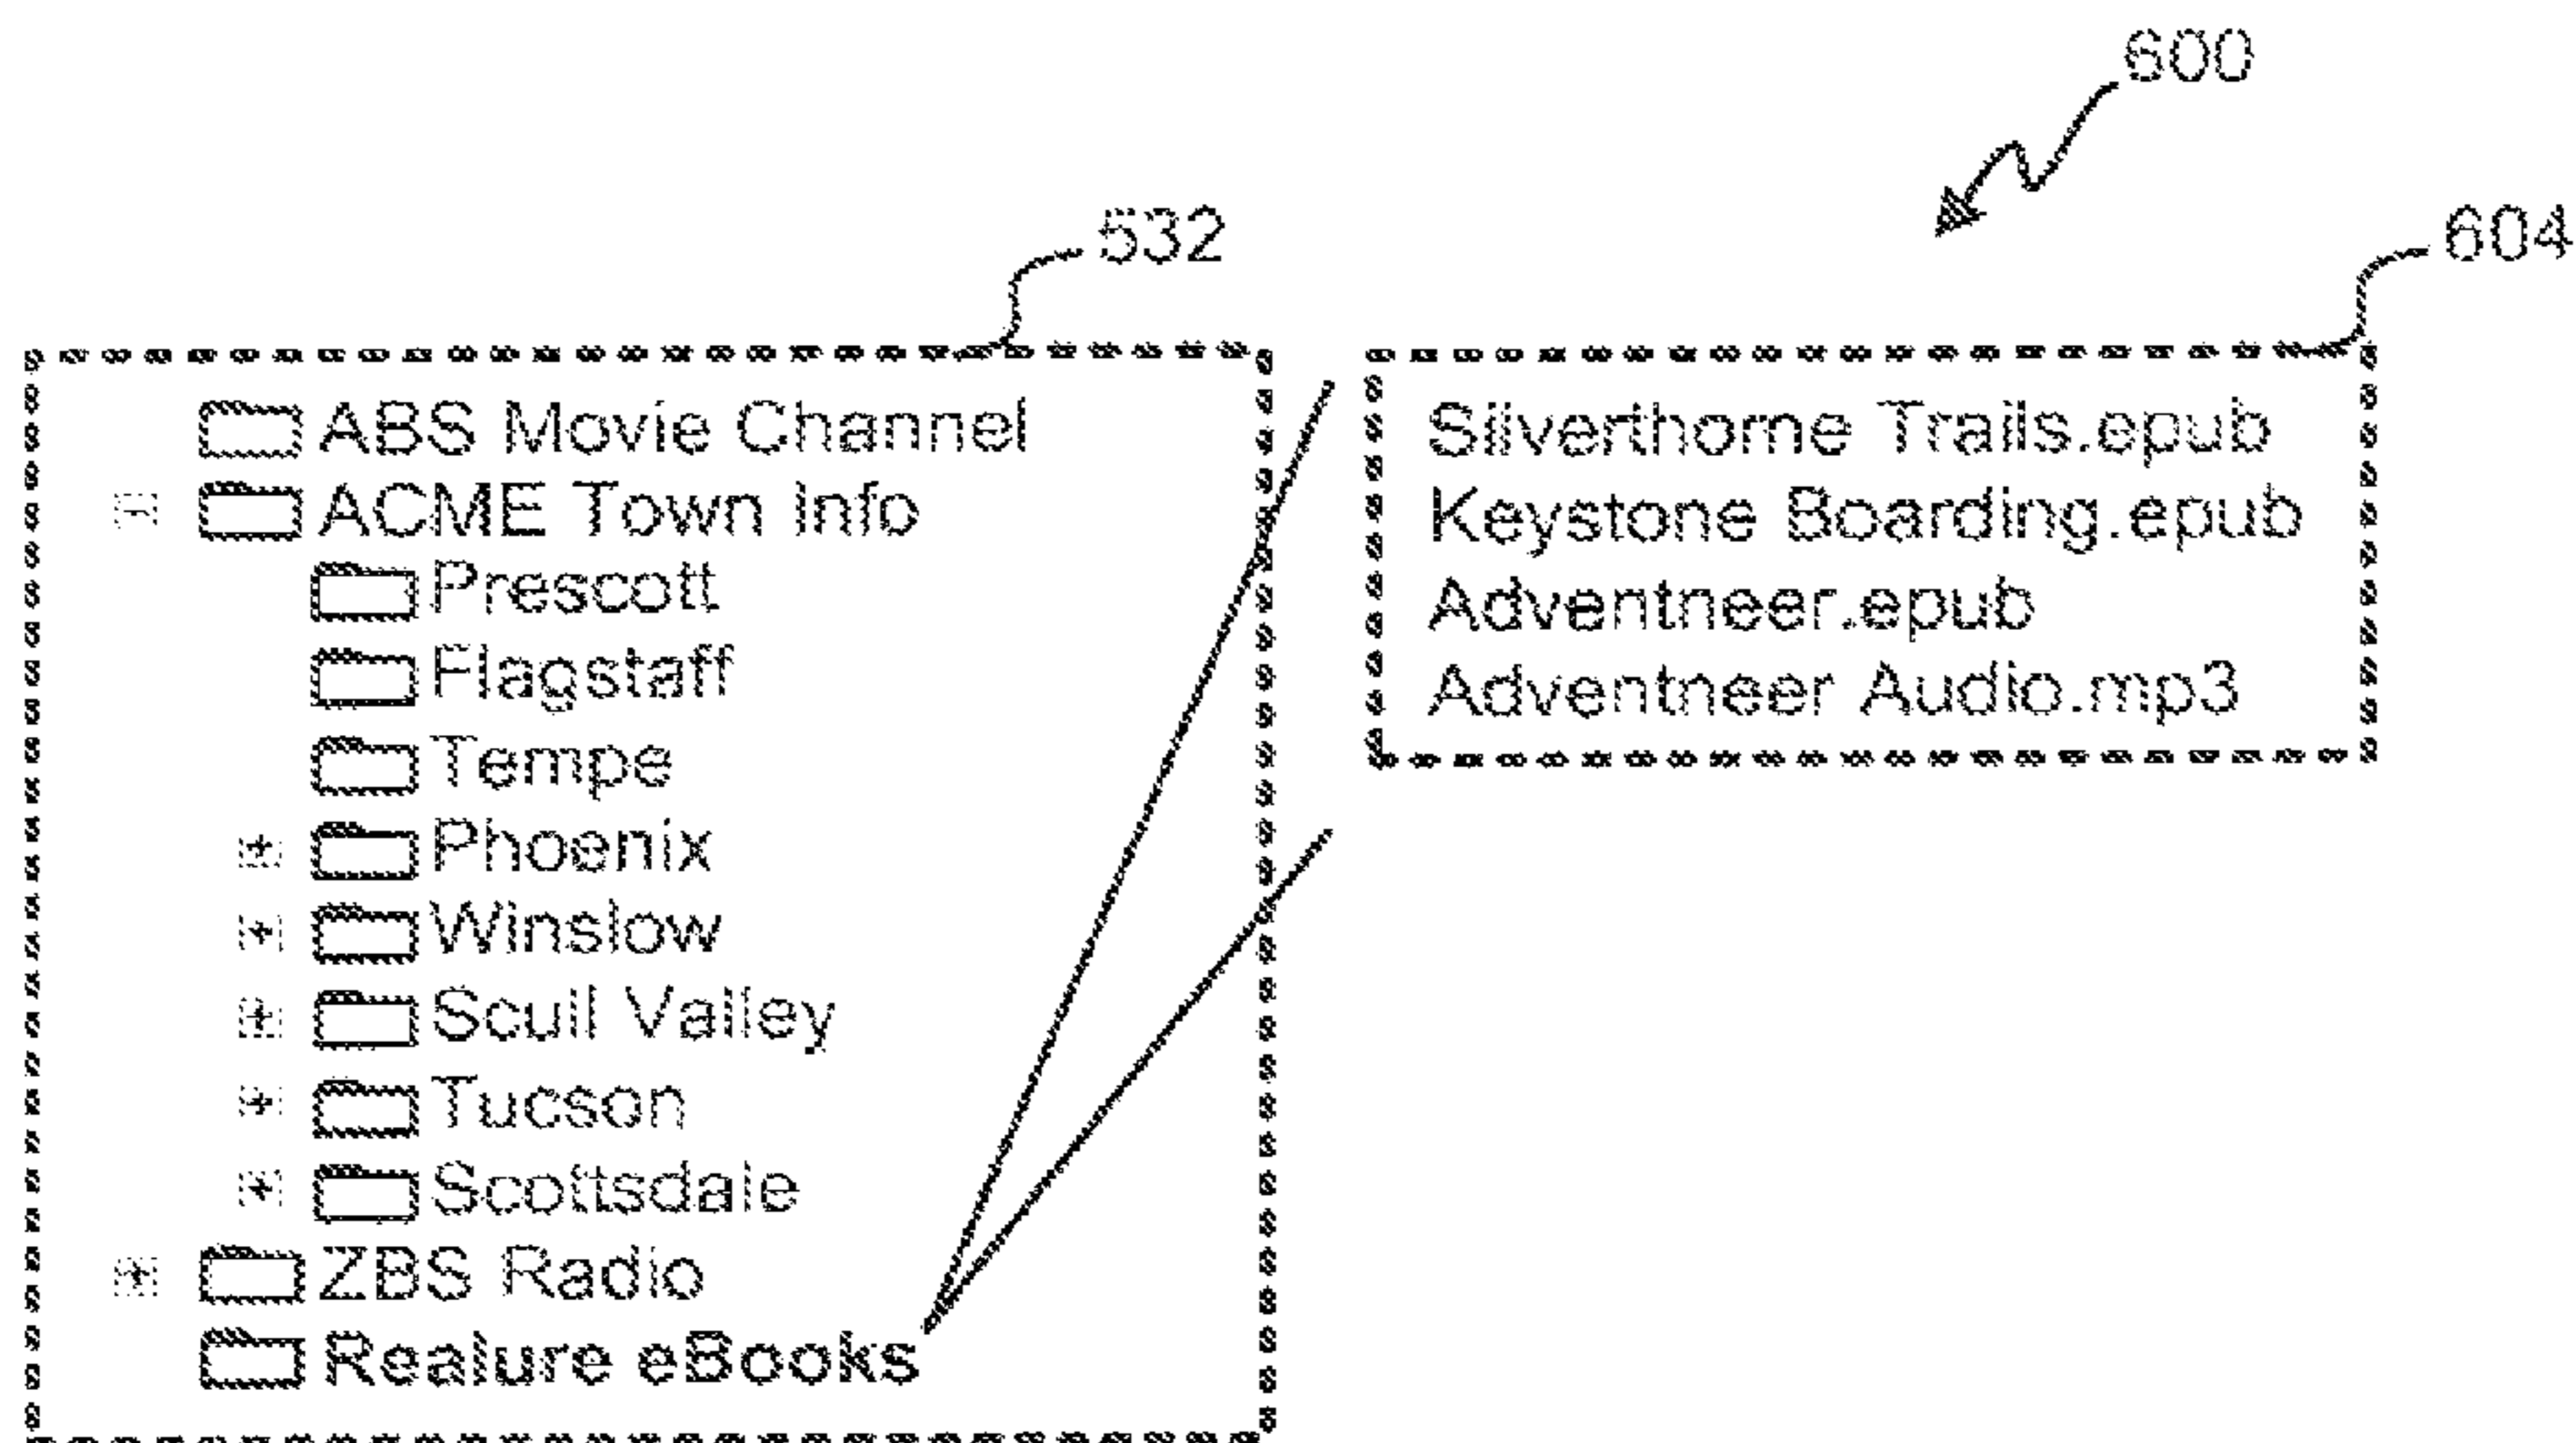 600
532
604
ABS Movie Channel
ACME Town Info
Prescott
Flagstaff
Tempe
Phoenix
Winslow
Scull Valley
Tucson
Scottsdale
ZBS Radio
Realure eBooks
Silverthorne Trails.epub
Keystone Boarding.epub
Adventneer.epub
Adventneer Audio.mp3